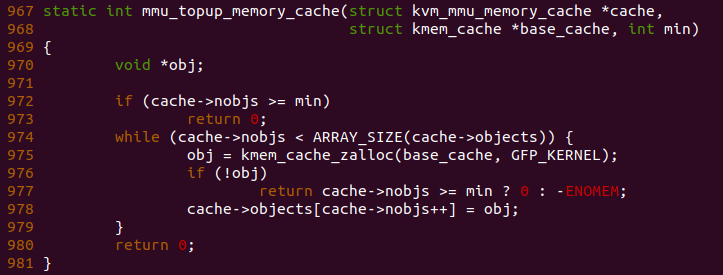 967 static int mmu_topup_memory_cache(struct kvm_mmu_memory_cache *cache,
968                                   struct kmem_cache *base_cache, int min)
969 {
970         void *obj;
971
972         if (cache->nobjs >= min)
973                 return 0;
974         while (cache->nobjs < ARRAY_SIZE(cache->objects)) {
975                 obj = kmem_cache_zalloc(base_cache, GFP_KERNEL);
976                 if (!obj)
977                         return cache->nobjs >= min ? 0 : -ENOMEM;
978                 cache->objects[cache->nobjs++] = obj;
979         }
980         return 0;
981 }